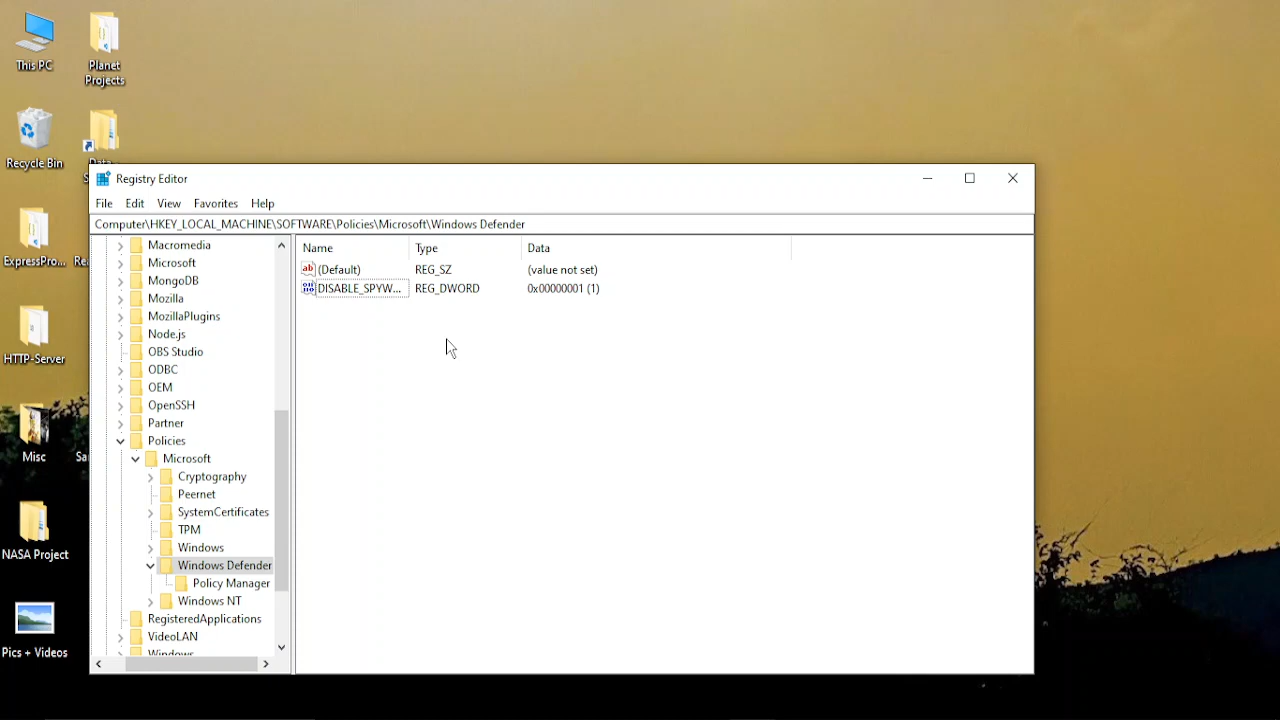 This PC
Planet
Projects
Recycle Bin
Data
ExpressPro...
HTTP-Server
Misc
NASA Project
Pics + Videos
Registry Editor
File Edit View Favorites Help
Computer\HKEY_LOCAL_MACHINE\SOFTWARE\Policies\Microsoft\Windows Defender
Macromedia
Microsoft
MongoDB
Mozilla
MozillaPlugins
Node.js
OBS Studio
ODBC
OEM
OpenSSH
Partner
Policies
Microsoft
Cryptography
Peernet
SystemCertificates
TPM
Windows
Windows Defender
Policy Manager
Windows NT
RegisteredApplications
VideoLAN
Windows
Name Type Data
ab (Default) REG_SZ (value not set)
DISABLE_SPYW... REG_DWORD 0x00000001 (1)